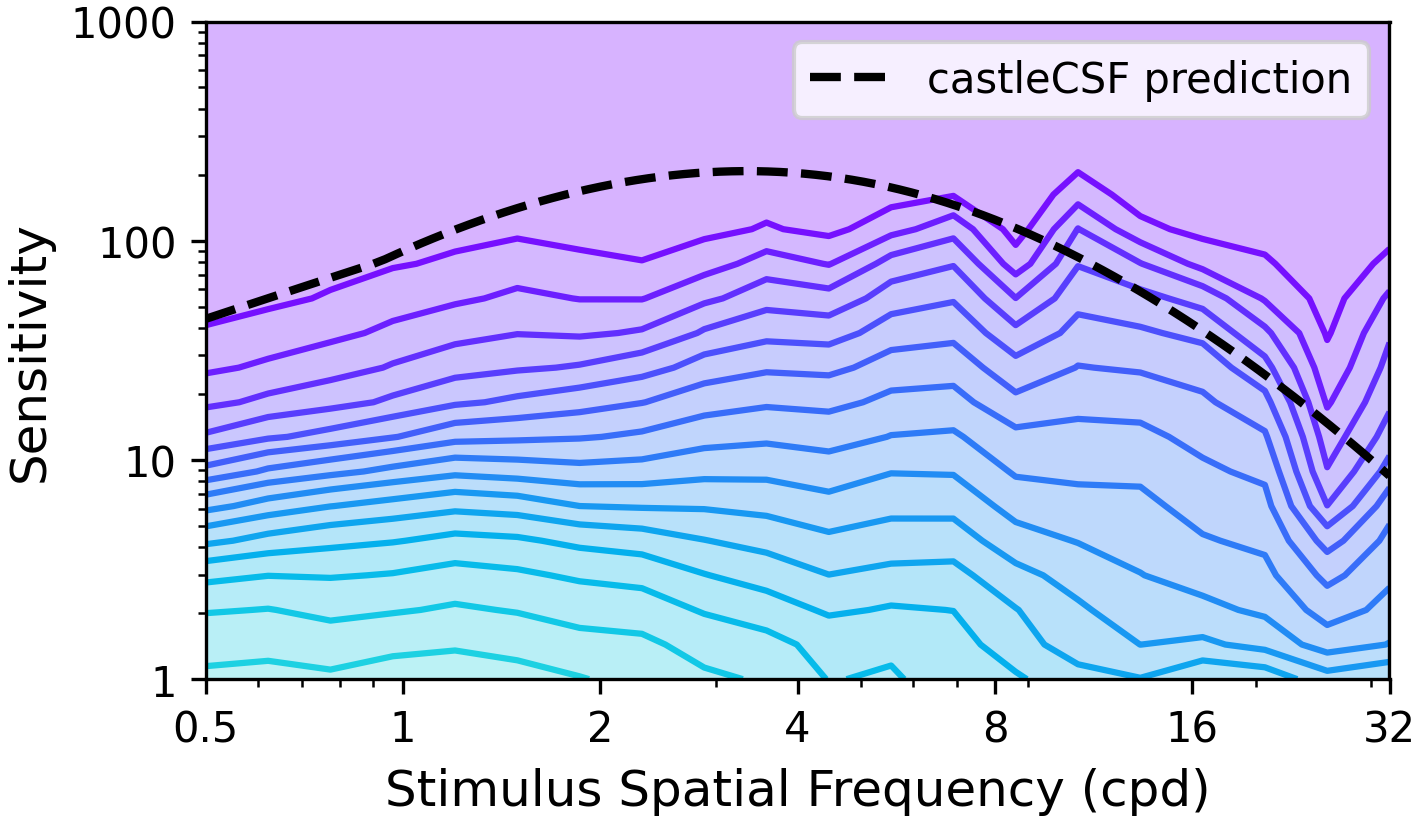 1000
100
10
1
Sensitivity
castleCSF prediction
0.5 1 2 4 8 16 32
Stimulus Spatial Frequency (cpd)